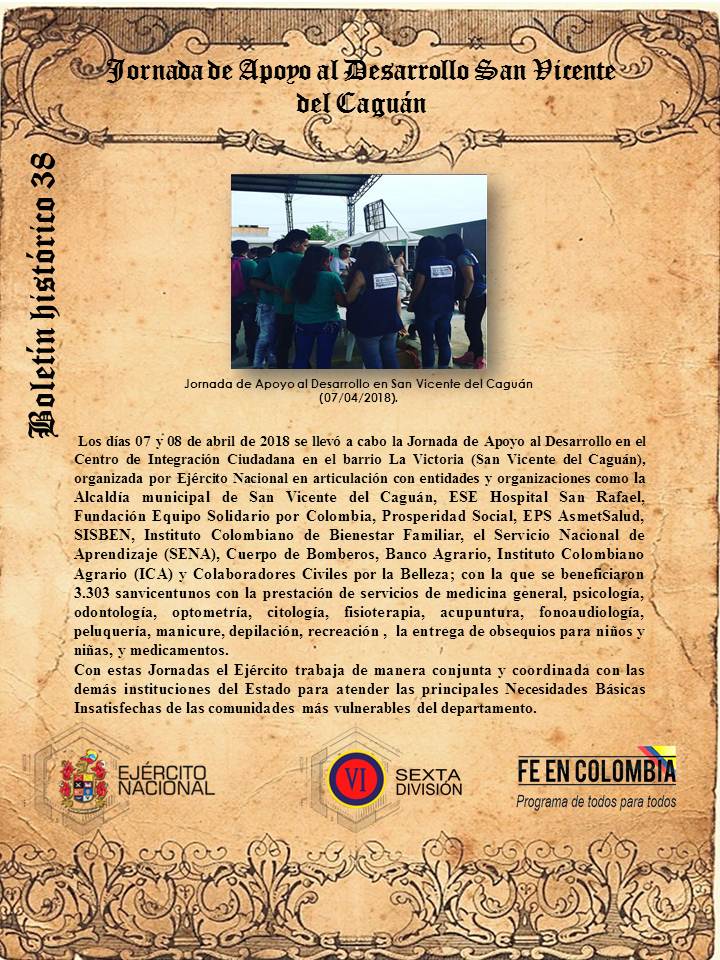 Jornada de Apoyo al Desarrollo San Vicente
del Caguán
Boletín histórico 38
Jornada de Apoyo al Desarrollo en San Vicente del Caguán
(07/04/2018).
Los días 07 y 08 de abril de 2018 se llevó a cabo la Jornada de Apoyo al Desarrollo en el
Centro de Integración Ciudadana en el barrio La Victoria (San Vicente del Caguán),
organizada por Ejército Nacional en articulación con entidades y organizaciones como la
Alcaldía municipal de San Vicente del Caguán, ESE Hospital San Rafael,
Fundación Equipo Solidario por Colombia, Prosperidad Social, EPS AsmetSalud,
SISBEN, Instituto Colombiano de Bienestar Familiar, el Servicio Nacional de
Aprendizaje (SENA), Cuerpo de Bomberos, Banco Agrario, Instituto Colombiano
Agrario (ICA) y Colaboradores Civiles por la Belleza; con la que se beneficiaron
3.303 sanvicentunos con la prestación de servicios de medicina general, psicología,
odontología, optometría, citología, fisioterapia, acupuntura, fonoaudiología,
peluquería, manicure, depilación, recreación , la entrega de obsequios para niños y
niñas, y medicamentos.
Con estas Jornadas el Ejército trabaja de manera conjunta y coordinada con las
demás instituciones del Estado para atender las principales Necesidades Básicas
Insatisfechas de las comunidades más vulnerables del departamento.
EJÉRCITO
NACIONAL
VI
SEXTA
DIVISIÓN
FE EN COLOMBIA
Programa de todos para todos